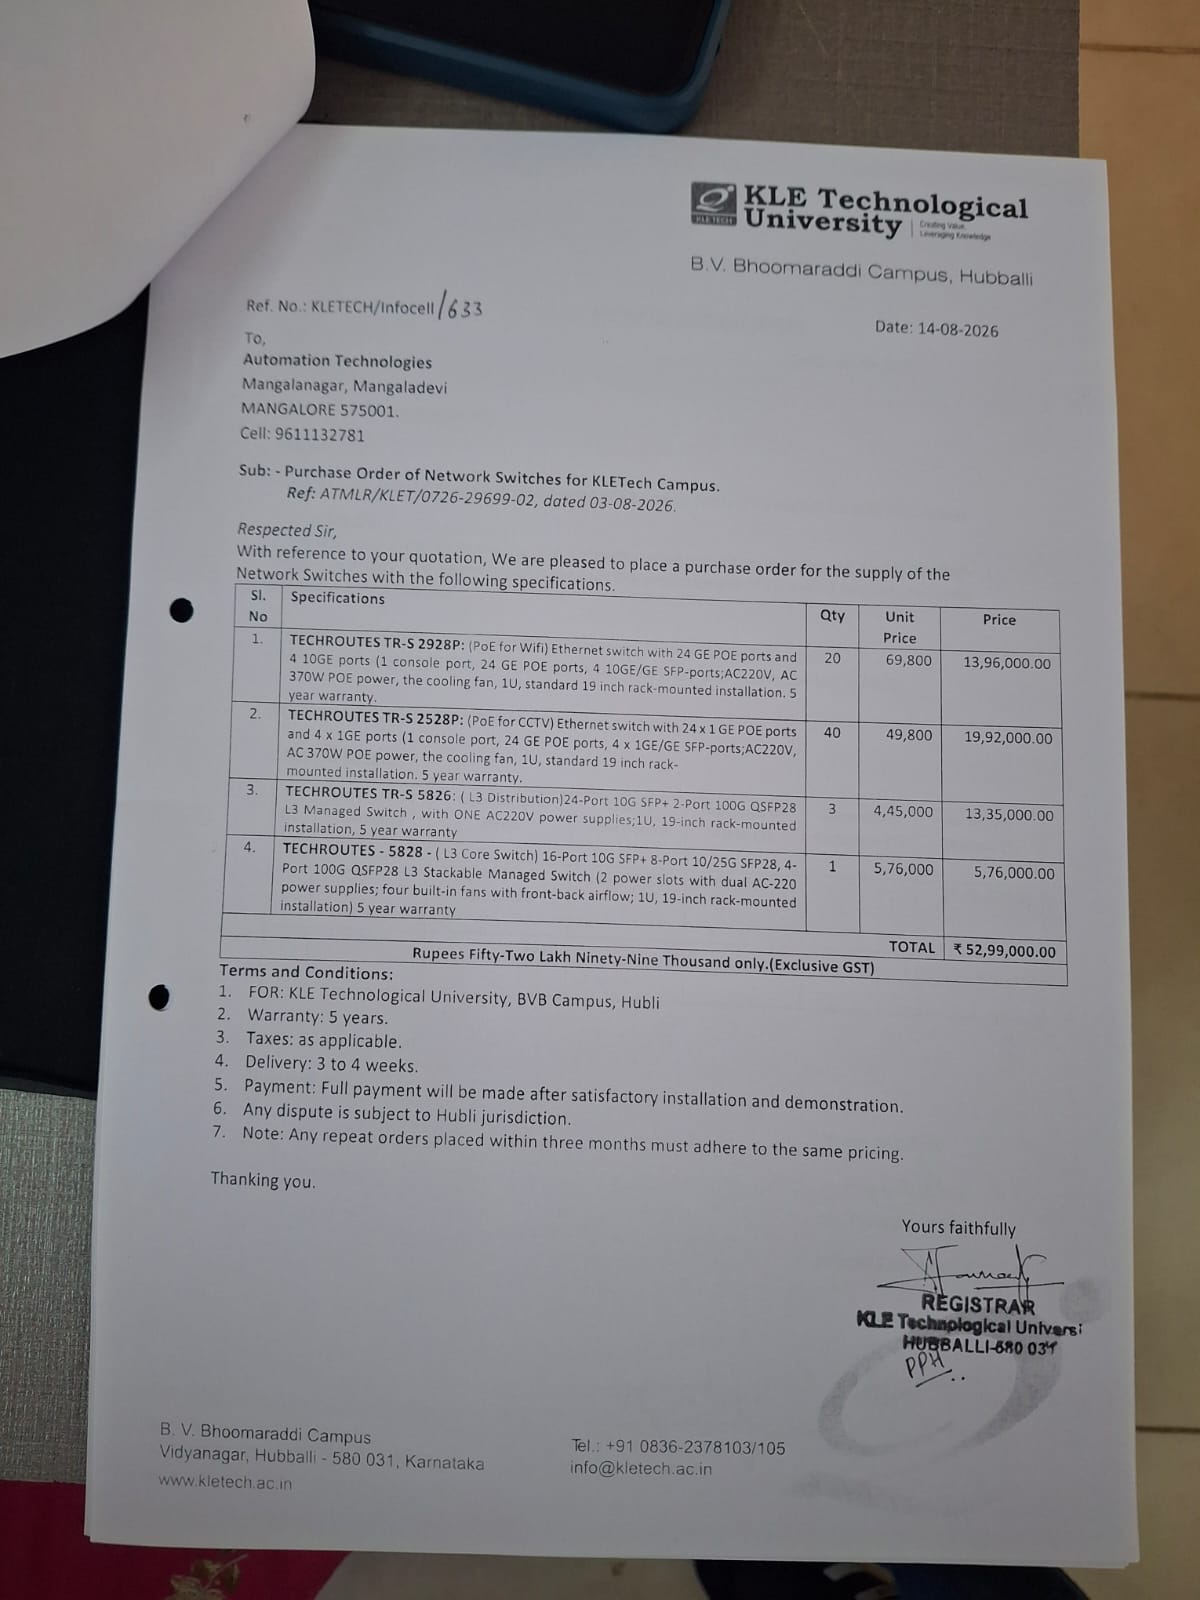 KLE Technological
University
Creating Value,
Leveraging Knowledge
KLE TECH
B.V. Bhoomaraddi Campus, Hubballi
Ref. No.: KLETECH/Infocell/633
Date: 14-08-2026
To,
Automation Technologies
Mangalanagar, Mangaladevi
MANGALORE 575001.
Cell: 9611132781
Sub: - Purchase Order of Network Switches for KLETech Campus.
Ref: ATMLR/KLET/0726-29699-02, dated 03-08-2026.
Respected Sir,
With reference to your quotation, We are pleased to place a purchase order for the supply of the
Network Switches with the following specifications.
Sl. No Specifications Qty Unit Price Price
1. TECHROUTES TR-S 2928P: (PoE for Wifi) Ethernet switch with 24 GE POE ports and
4 10GE ports (1 console port, 24 GE POE ports, 4 10GE/GE SFP-ports;AC220V, AC
370W POE power, the cooling fan, 1U, standard 19 inch rack-mounted installation. 5
year warranty.
20 69,800 13,96,000.00
2. TECHROUTES TR-S 2528P: (PoE for CCTV) Ethernet switch with 24 x 1 GE POE ports
and 4 x 1GE ports (1 console port, 24 GE POE ports, 4 x 1GE/GE SFP-ports;AC220V,
AC 370W POE power, the cooling fan, 1U, standard 19 inch rack-
mounted installation. 5 year warranty.
40 49,800 19,92,000.00
3. TECHROUTES TR-S 5826: ( L3 Distribution)24-Port 10G SFP+ 2-Port 100G QSFP28
L3 Managed Switch , with ONE AC220V power supplies;1U, 19-inch rack-mounted
installation, 5 year warranty
3 4,45,000 13,35,000.00
4. TECHROUTES - 5828 - ( L3 Core Switch) 16-Port 10G SFP+ 8-Port 10/25G SFP28, 4-
Port 100G QSFP28 L3 Stackable Managed Switch (2 power slots with dual AC-220
power supplies; four built-in fans with front-back airflow; 1U, 19-inch rack-mounted
installation) 5 year warranty
1 5,76,000 5,76,000.00
TOTAL ₹ 52,99,000.00
Rupees Fifty-Two Lakh Ninety-Nine Thousand only.(Exclusive GST)
Terms and Conditions:
1. FOR: KLE Technological University, BVB Campus, Hubli
2. Warranty: 5 years.
3. Taxes: as applicable.
4. Delivery: 3 to 4 weeks.
5. Payment: Full payment will be made after satisfactory installation and demonstration.
6. Any dispute is subject to Hubli jurisdiction.
7. Note: Any repeat orders placed within three months must adhere to the same pricing.
Thanking you.
Yours faithfully
REGISTRAR
KLE Technological Universi
HUBBALLI-580 031
PPH
B. V. Bhoomaraddi Campus
Vidyanagar, Hubballi - 580 031, Karnataka
www.kletech.ac.in
Tel.: +91 0836-2378103/105
info@kletech.ac.in